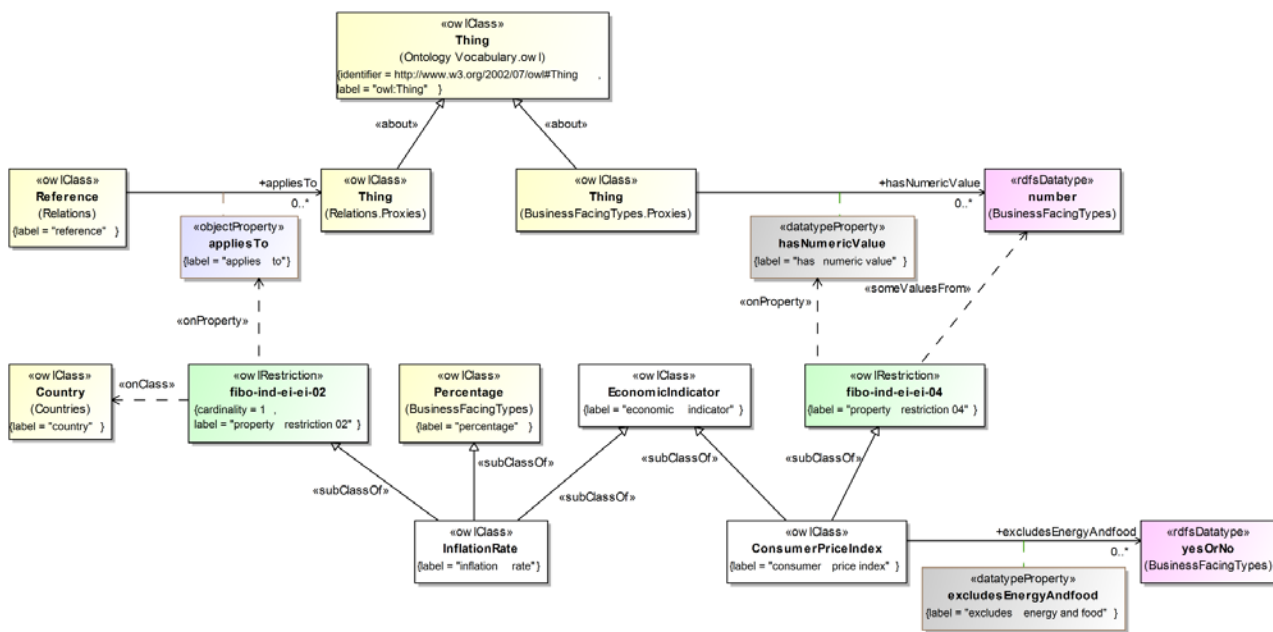 «owlClass»
Thing
(Ontology Vocabulary.owl)
{identifier = http://www.w3.org/2002/07/owl#Thing ,
label = "owl:Thing" }
«about»
«about»
«owlClass»
Reference
(Relations)
{label = "reference" }
+appliesTo
0..*
«owlClass»
Thing
(Relations.Proxies)
«owlClass»
Thing
(BusinessFacingTypes.Proxies)
+hasNumericValue
0..*
«rdfsDatatype»
number
(BusinessFacingTypes)
«objectProperty»
appliesTo
{label = "applies to"}
«datatypeProperty»
hasNumericValue
{label = "has numeric value" }
«onProperty»
«onProperty»
«someValuesFrom»
«owlClass»
Country
(Countries)
{label = "country" }
«onClass»
«owlRestriction»
fibo-ind-ei-ei-02
{cardinality = 1 ,
label = "property restriction 02" }
«owlClass»
Percentage
(BusinessFacingTypes)
{label = "percentage" }
«owlClass»
EconomicIndicator
{label = "economic indicator" }
«owlRestriction»
fibo-ind-ei-ei-04
{label = "property restriction 04" }
«subClassOf»
«subClassOf»
«subClassOf»
«subClassOf»
«subClassOf»
«owlClass»
InflationRate
{label = "inflation rate" }
«owlClass»
ConsumerPriceIndex
{label = "consumer price index" }
+excludesEnergyAndfood
0..*
«rdfsDatatype»
yesOrNo
(BusinessFacingTypes)
«datatypeProperty»
excludesEnergyAndfood
{label = "excludes energy and food" }